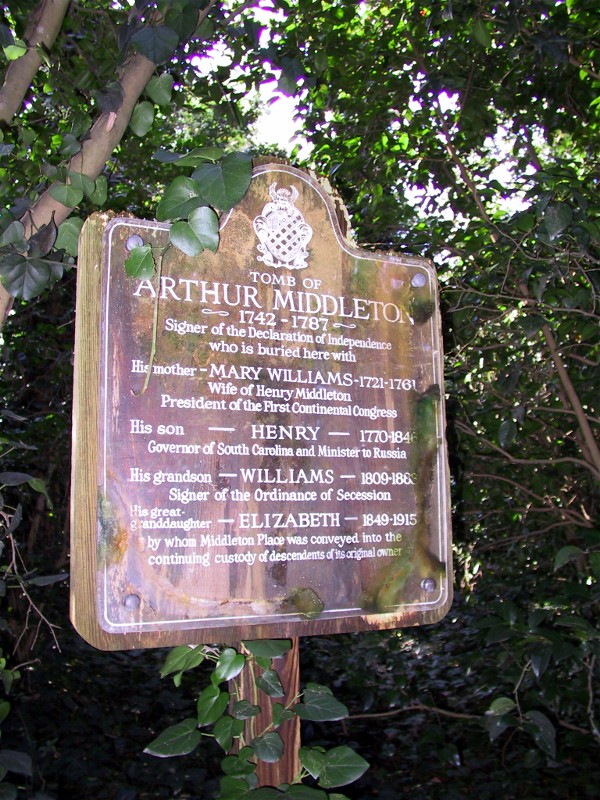 TOMB OF
ARTHUR MIDDLETON
1742 - 1787
Signer of the Declaration of Independence
who is buried here with
His mother - MARY WILLIAMS - 1721-1761
Wife of Henry Middleton
President of the First Continental Congress
His son — HENRY — 1770-1846
Governor of South Carolina and Minister to Russia
His grandson — WILLIAMS — 1809-1883
Signer of the Ordinance of Secession
His great-
granddaughter — ELIZABETH — 1849-1915
by whom Middleton Place was conveyed into the
continuing custody of descendents of its original owner